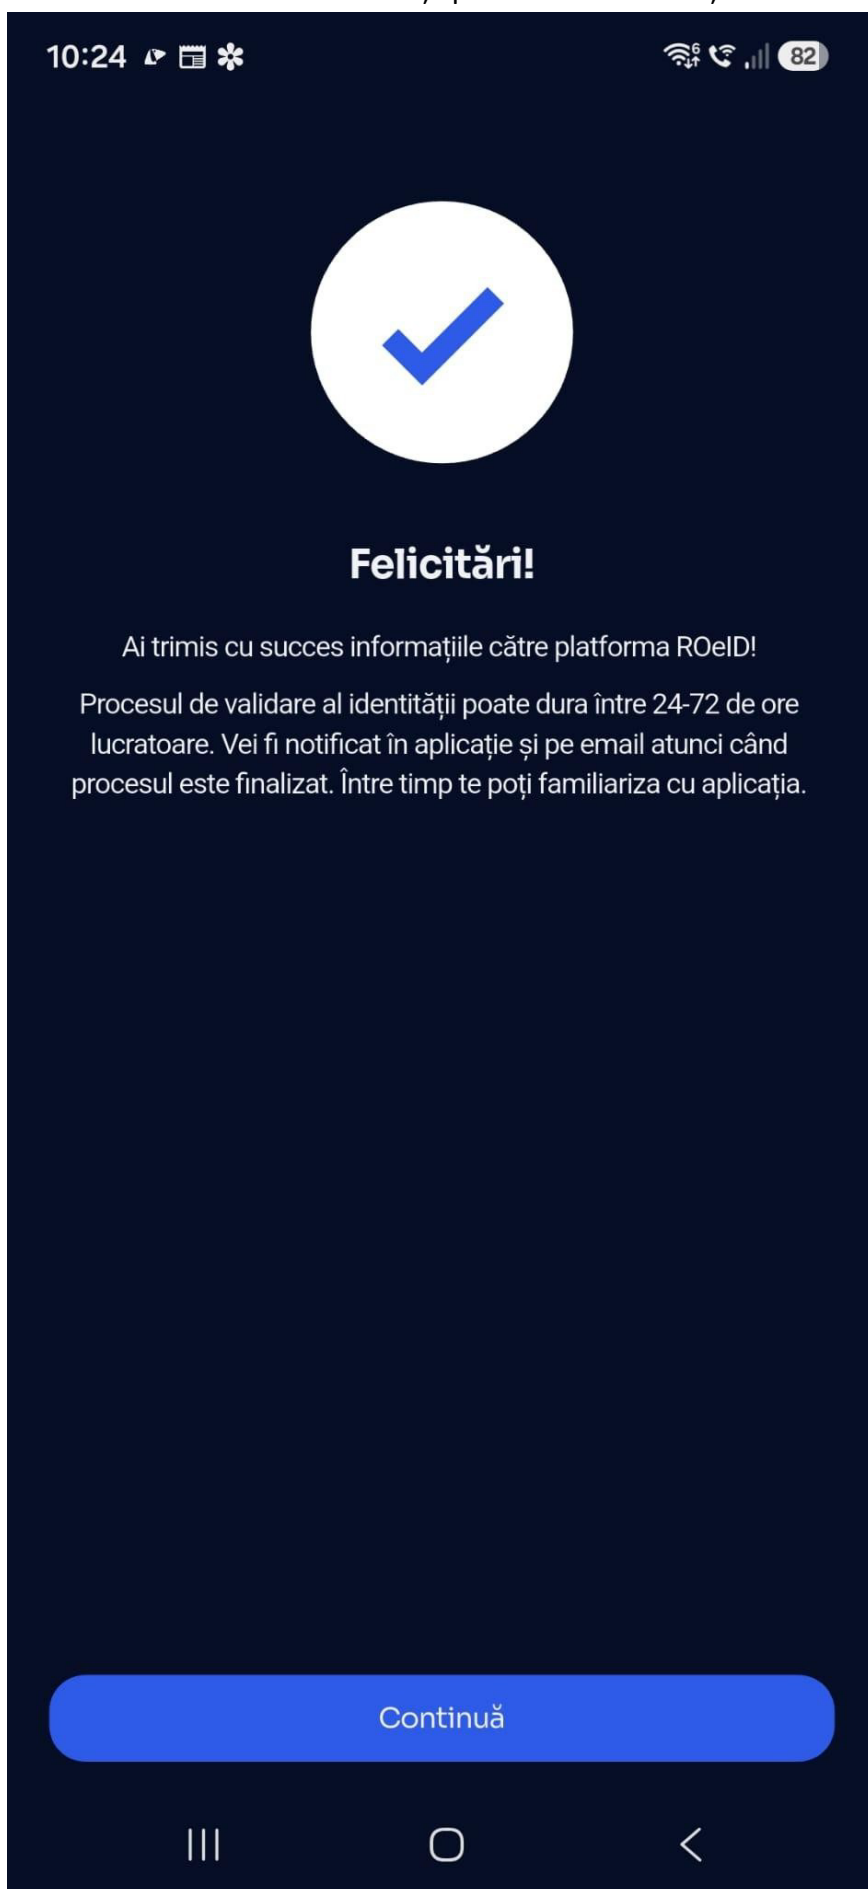 10:24
6
82
Felicitări!
Ai trimis cu succes informațiile către platforma ROeID!
Procesul de validare al identității poate dura între 24-72 de ore
lucratoare. Vei fi notificat în aplicație și pe email atunci când
procesul este finalizat. Între timp te poți familiariza cu aplicația.
Continuă